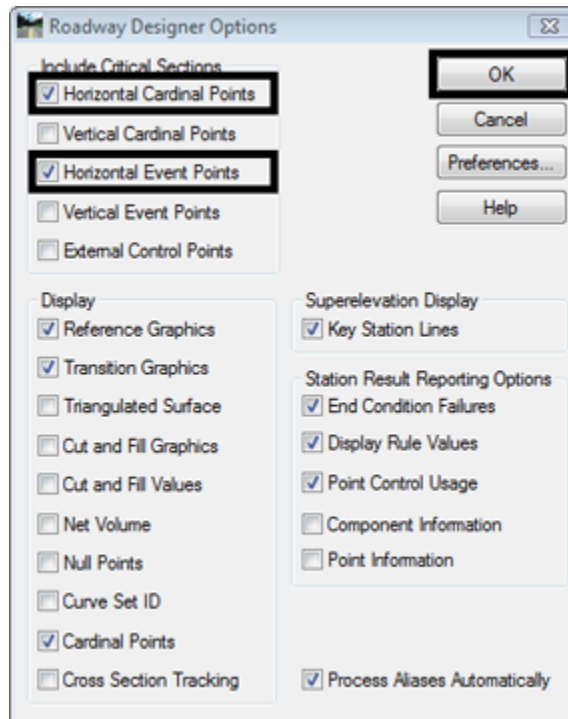 Roadway Designer Options
Include Critical Sections
Horizontal Cardinal Points
Vertical Cardinal Points
Horizontal Event Points
Vertical Event Points
External Control Points
OK
Cancel
Preferences...
Help
Display
Reference Graphics
Transition Graphics
Triangulated Surface
Cut and Fill Graphics
Cut and Fill Values
Net Volume
Null Points
Curve Set ID
Cardinal Points
Cross Section Tracking
Superelevation Display
Key Station Lines
Station Result Reporting Options
End Condition Failures
Display Rule Values
Point Control Usage
Component Information
Point Information
Process Aliases Automatically